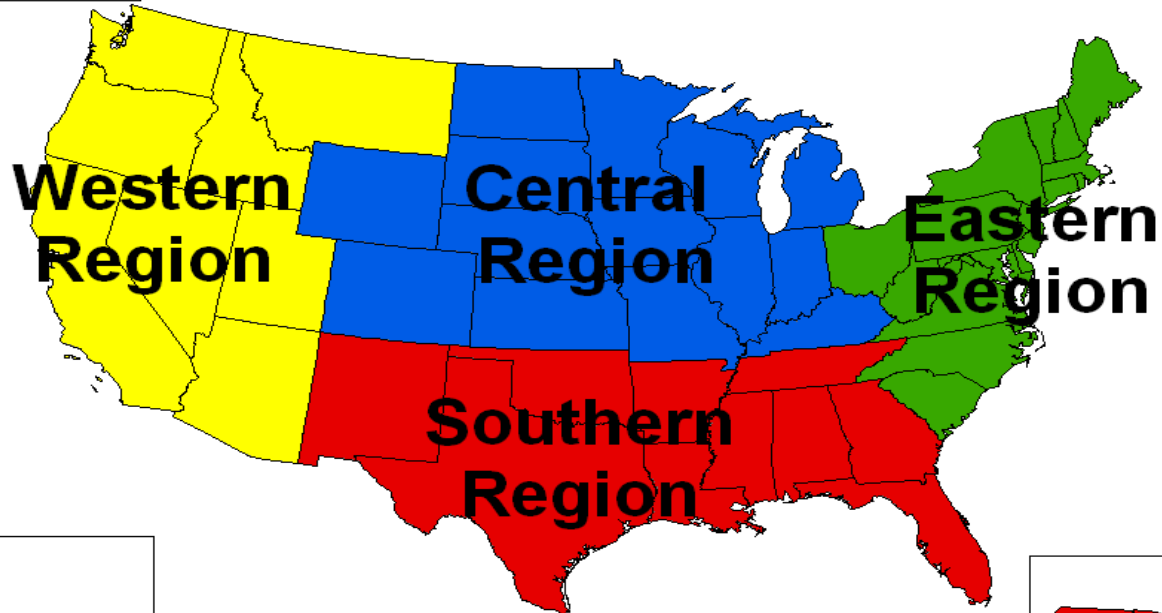 Western
Region
Central
Region
Eastern
Region
Southern
Region